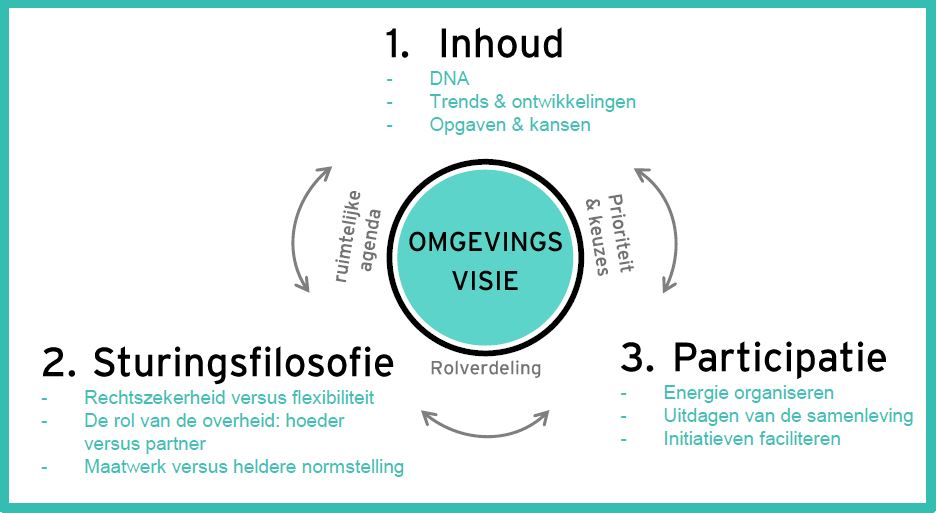 1. Inhoud
- DNA
- Trends & ontwikkelingen
- Opgaven & kansen
ruimtelijke
agenda
OMGEVINGS
VISIE
Prioriteit
& keuzes
Rolverdeling
2. Sturingsfilosofie
- Rechtszekerheid versus flexibiliteit
- De rol van de overheid: hoeder
versus partner
- Maatwerk versus heldere normstelling
3. Participatie
- Energie organiseren
- Uitdagen van de samenleving
- Initiatieven faciliteren